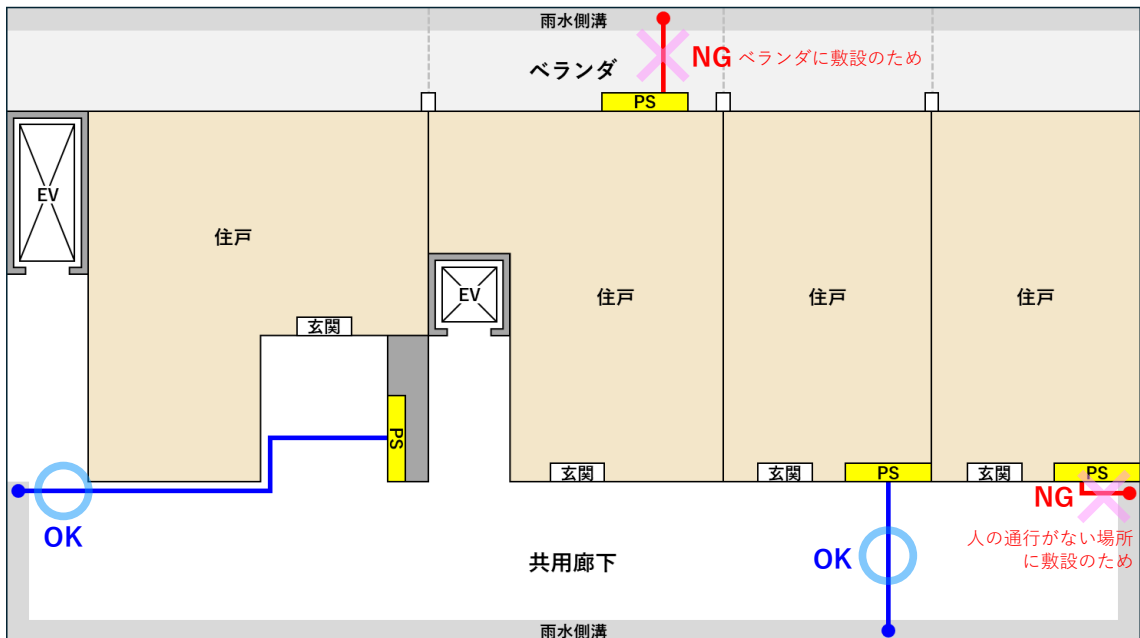 雨水側溝
ベランダ
NG ベランダに敷設のため
PS
EV
住戸
EV
住戸
住戸
住戸
玄関
PS
玄関
玄関
PS
玄関
PS
NG
人の通行がない場所
に敷設のため
OK
OK
共用廊下
雨水側溝